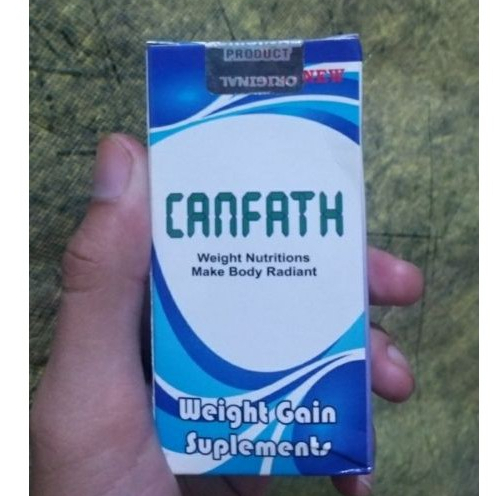 PRODUCT
ORIGINAL
NEW
CANFATH
Weight Nutritions
Make Body Radiant
Weight Gain
Suplements